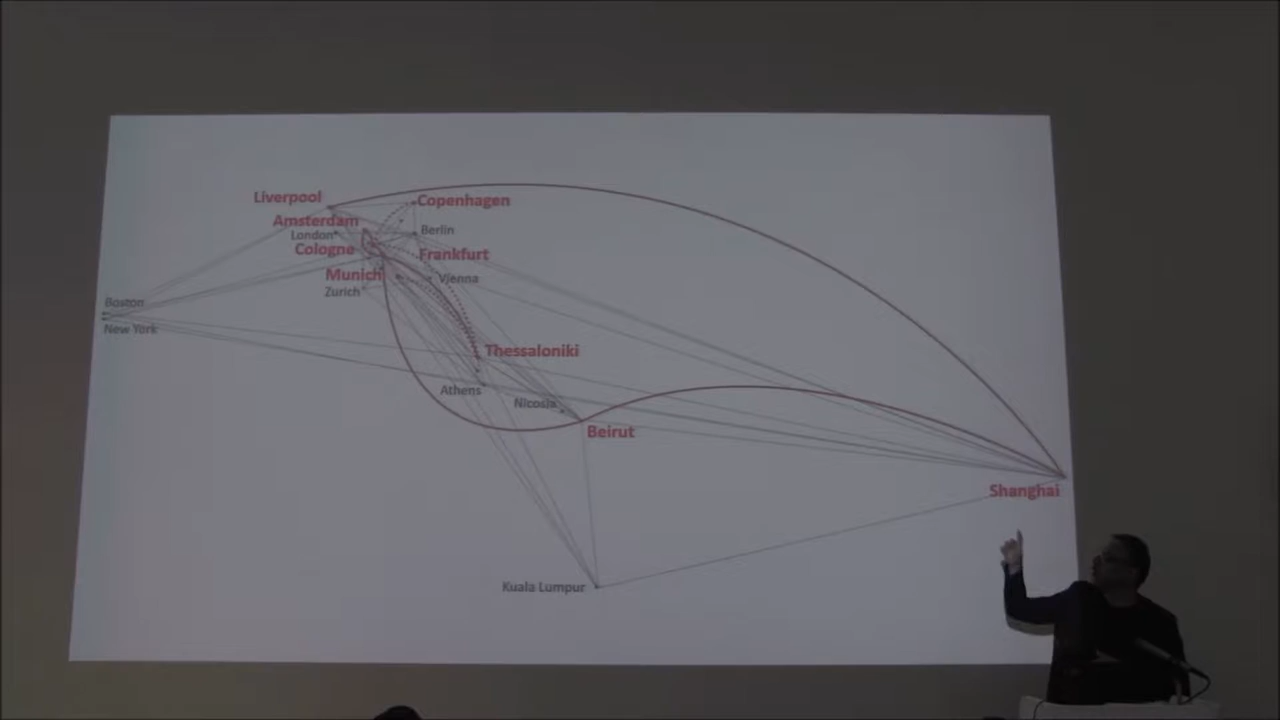 Liverpool
Copenhagen
Amsterdam
London
Berlin
Cologne
Frankfurt
Munich
Vienna
Zurich
Boston
New York
Thessaloniki
Athens
Nicosia
Beirut
Shanghai
Kuala Lumpur